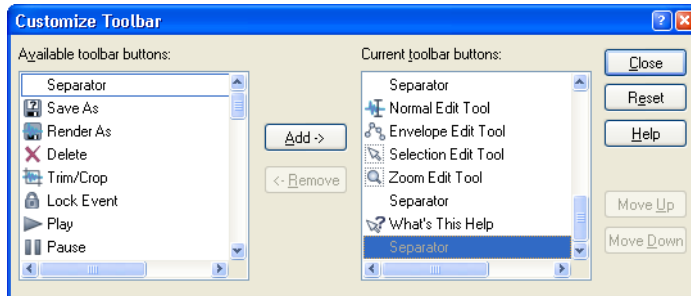 Customize Toolbar
Available toolbar buttons:
Separator
Save As
Render As
Delete
Trim/Crop
Lock Event
Play
Pause
Add ->
<- Remove
Current toolbar buttons:
Separator
Normal Edit Tool
Envelope Edit Tool
Selection Edit Tool
Zoom Edit Tool
Separator
What's This Help
Separator
Close
Reset
Help
Move Up
Move Down